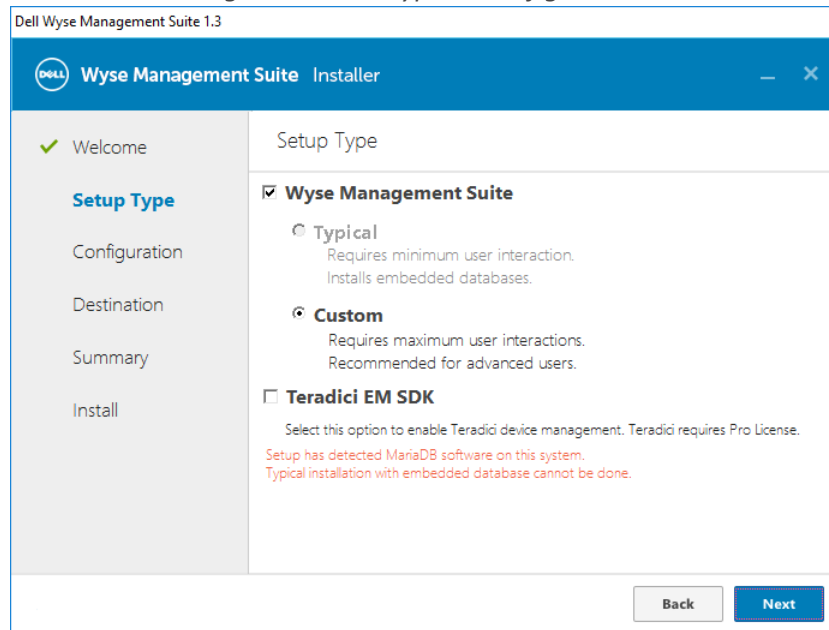 Dell Wyse Management Suite 1.3
DELL Wyse Management Suite Installer
Welcome
Setup Type
Configuration
Destination
Summary
Install
Setup Type
Wyse Management Suite
Typical
Requires minimum user interaction.
Installs embedded databases.
Custom
Requires maximum user interactions.
Recommended for advanced users.
Teradici EM SDK
Select this option to enable Teradici device management. Teradici requires Pro License.
Setup has detected MariaDB software on this system.
Typical installation with embedded database cannot be done.
Back Next